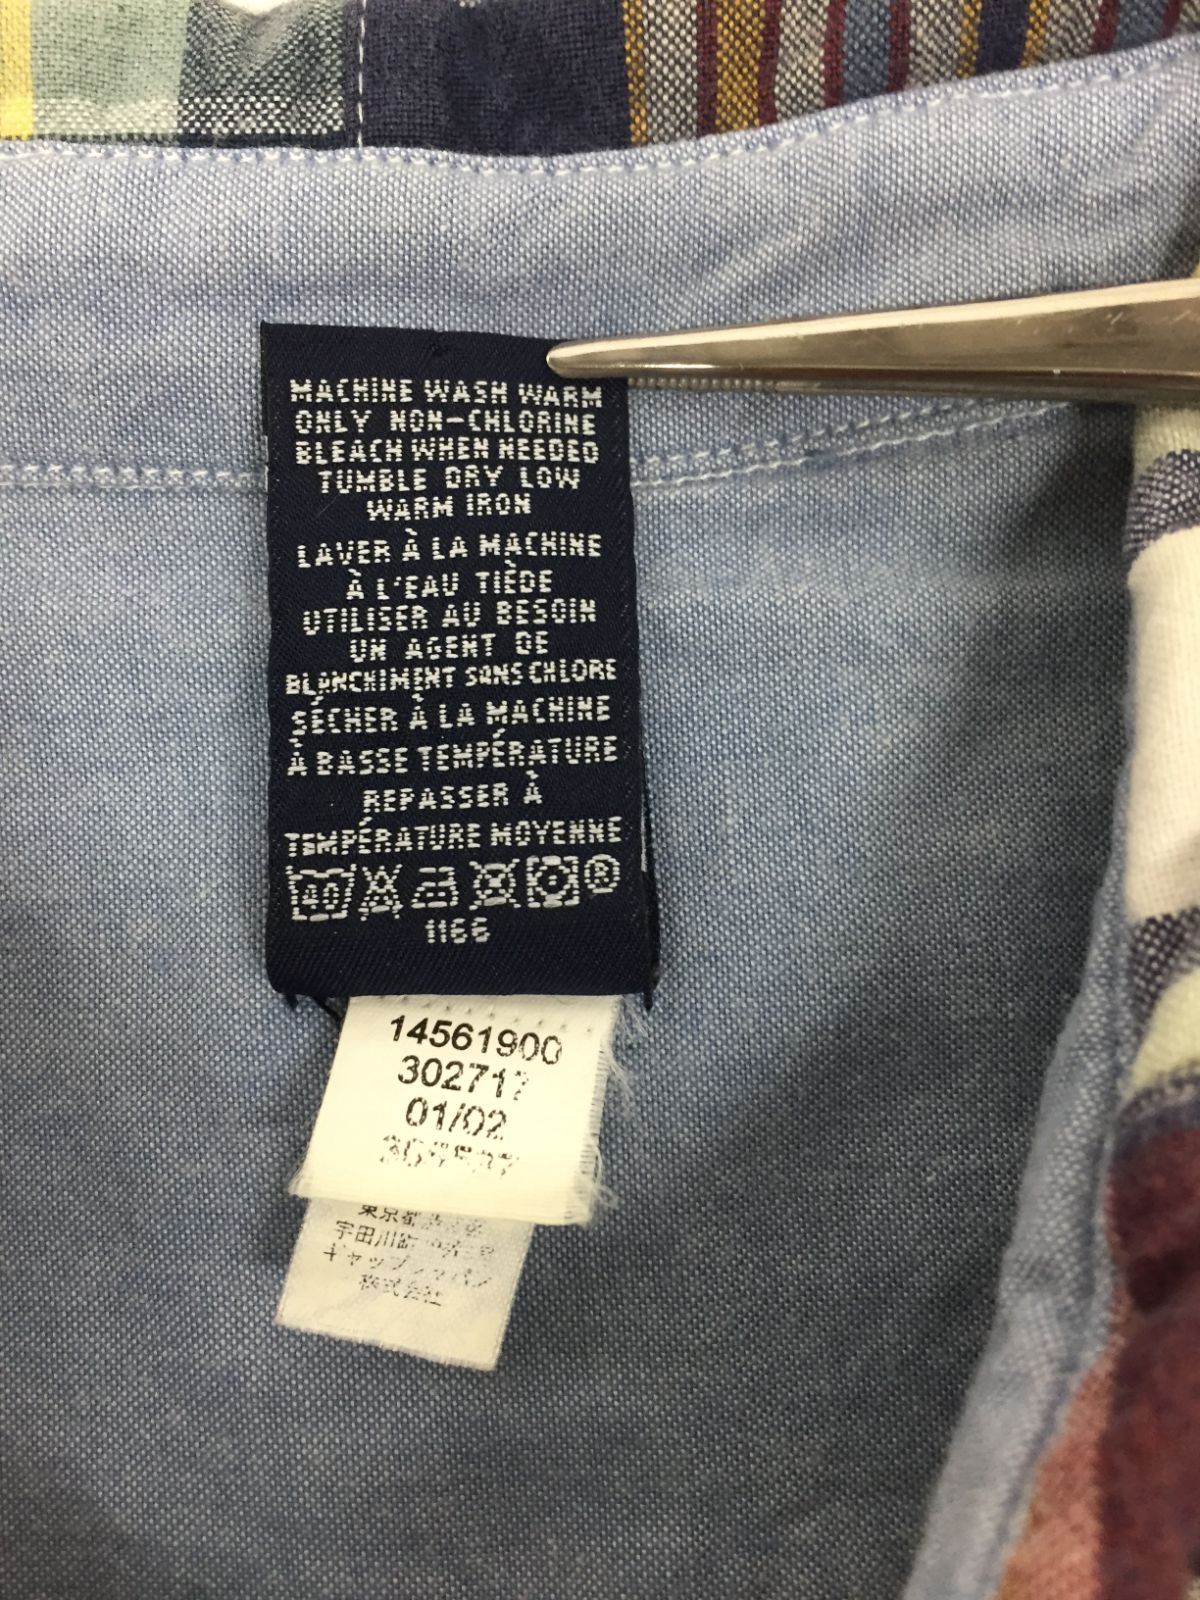 MACHINE WASH WARM
ONLY NON-CHLORINE
BLEACH WHEN NEEDED
TUMBLE DRY LOW
WARM IRON
LAVER À LA MACHINE
À L'EAU TIÈDE
UTILISER AU BESOIN
UN AGENT DE
BLANCHIMENT SANS CHLORE
SÉCHER À LA MACHINE
À BASSE TEMPÉRATURE
REPASSER À
TEMPÉRATURE MOYENNE
40 ®
1166
14561900
302717
01/02
東京都
宇田川町
ギャップジャパン
株式会社